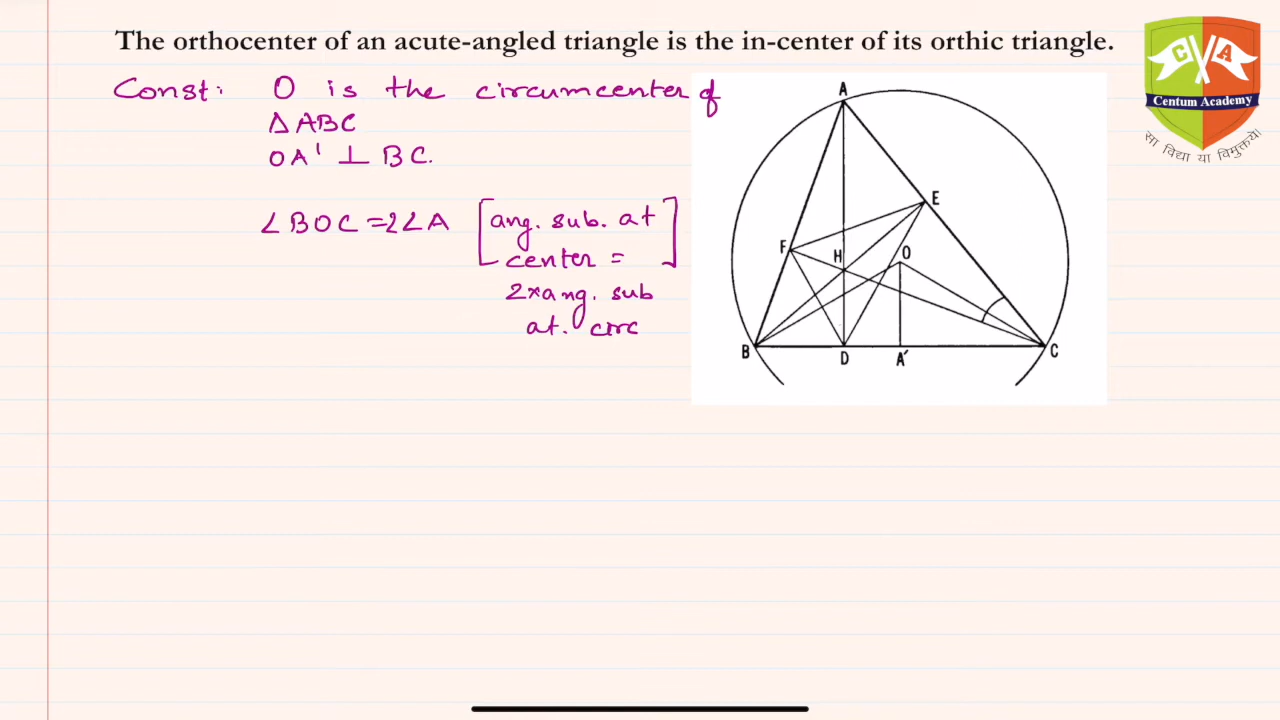 The orthocenter of an acute-angled triangle is the in-center of its orthic triangle.
Const: O is the circumcenter of
Δ ABC
OA' ⊥ BC.
∠BOC = 2∠A [ang. sub. at
center =
2×ang. sub
at. circ]
A
E
F
H
O
B
D
A'
C
C A
Centum Academy
सा विद्या या विमुक्तये